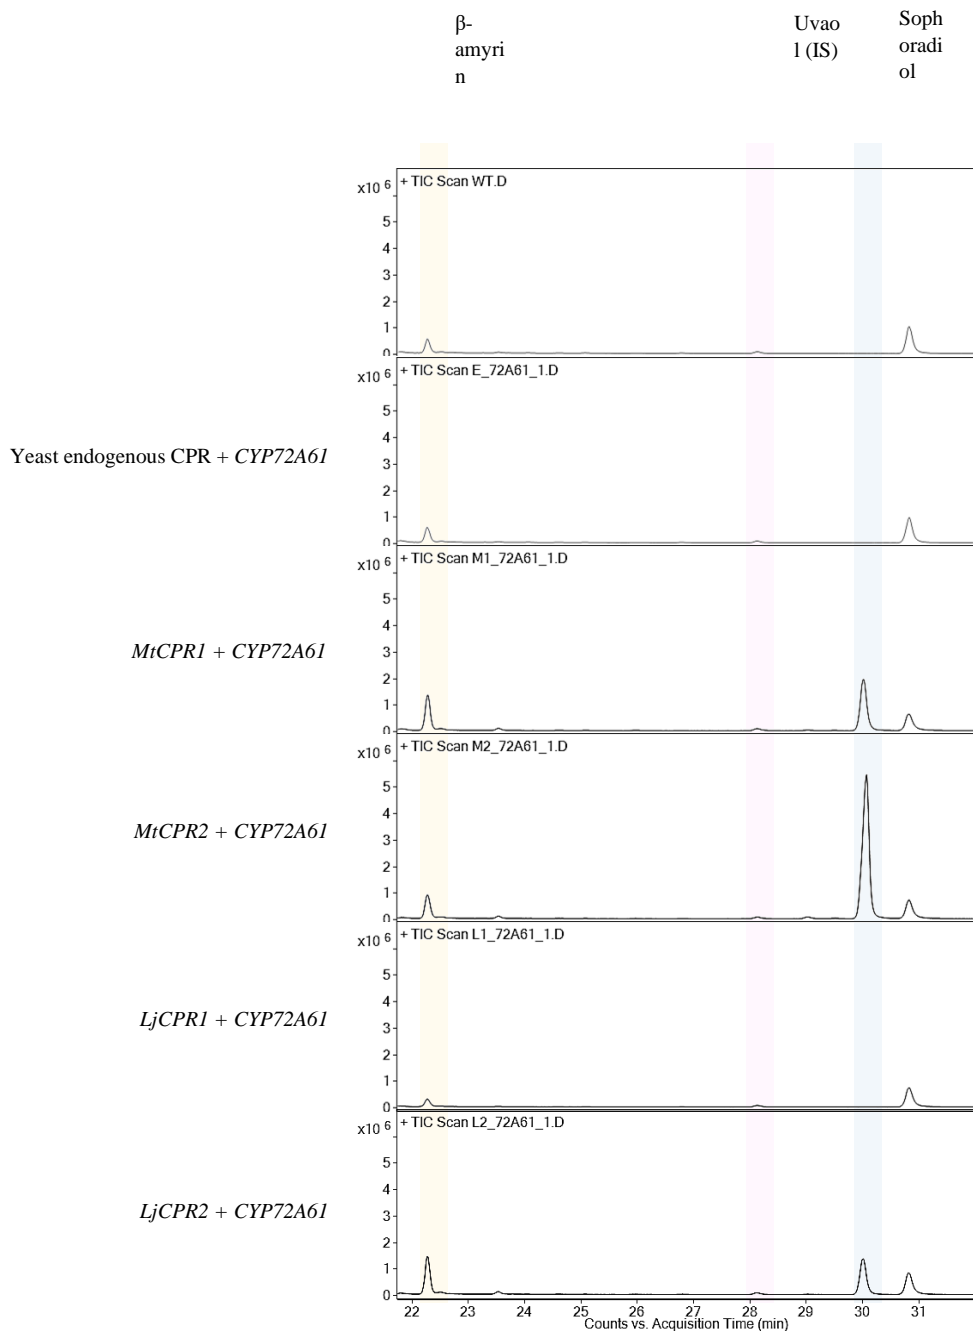 β-
amyri
n
Uvao
l (IS)
Soph
oradi
ol
x10 6
+ TIC Scan WT.D
5
4
3
2
1
0
x10 6
+ TIC Scan E_72A61_1.D
5
4
3
2
1
0
Yeast endogenous CPR + CYP72A61
x10 6
+ TIC Scan M1_72A61_1.D
5
4
3
2
1
0
MtCPR1 + CYP72A61
x10 6
+ TIC Scan M2_72A61_1.D
5
4
3
2
1
0
MtCPR2 + CYP72A61
x10 6
+ TIC Scan L1_72A61_1.D
5
4
3
2
1
0
LjCPR1 + CYP72A61
x10 6
+ TIC Scan L2_72A61_1.D
5
4
3
2
1
0
LjCPR2 + CYP72A61
22 23 24 25 26 27 28 29 30 31
Counts vs. Acquisition Time (min)